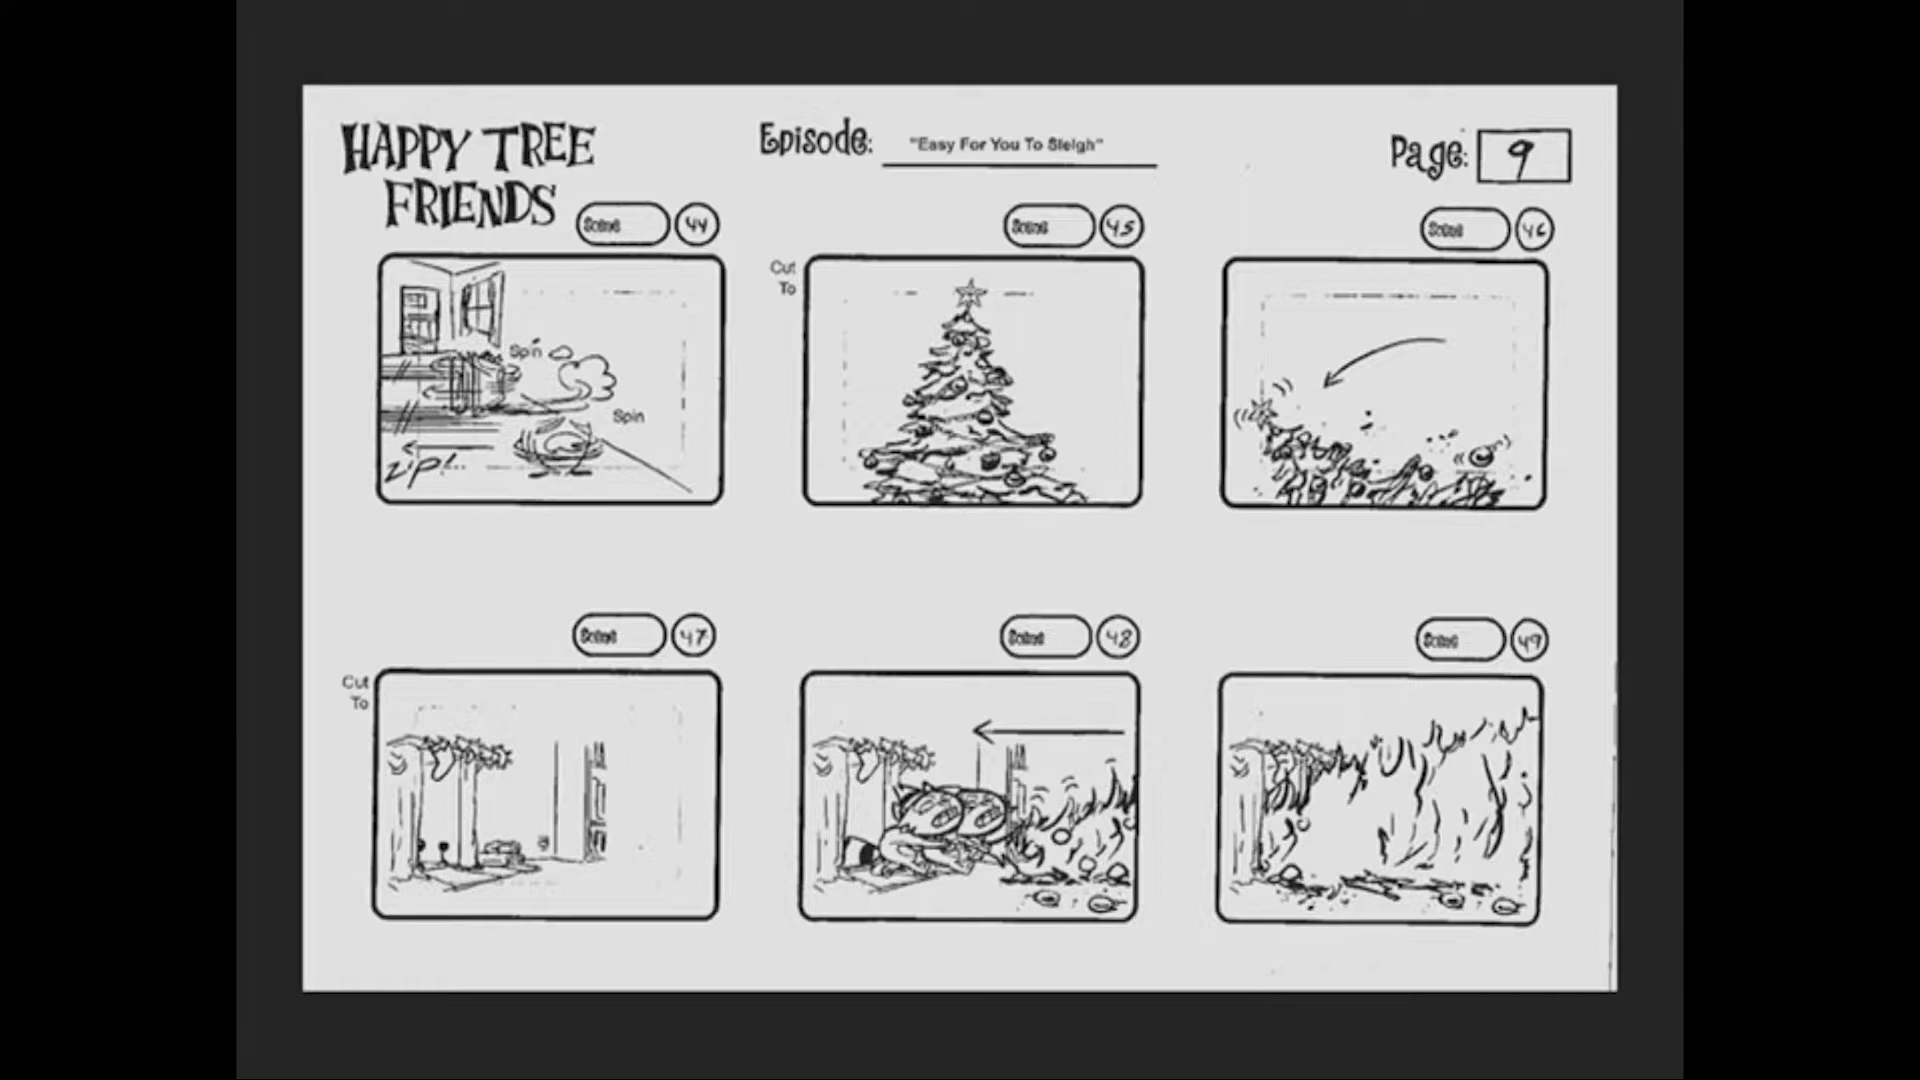 HAPPY TREE
FRIENDS
Episode: "Easy For You To Sleigh"
Page: 9
Scene 44
Scene 45
Scene 46
Spin
Spin
ZIP!
Cut
To
Scene 47
Scene 48
Scene 49
Cut
To